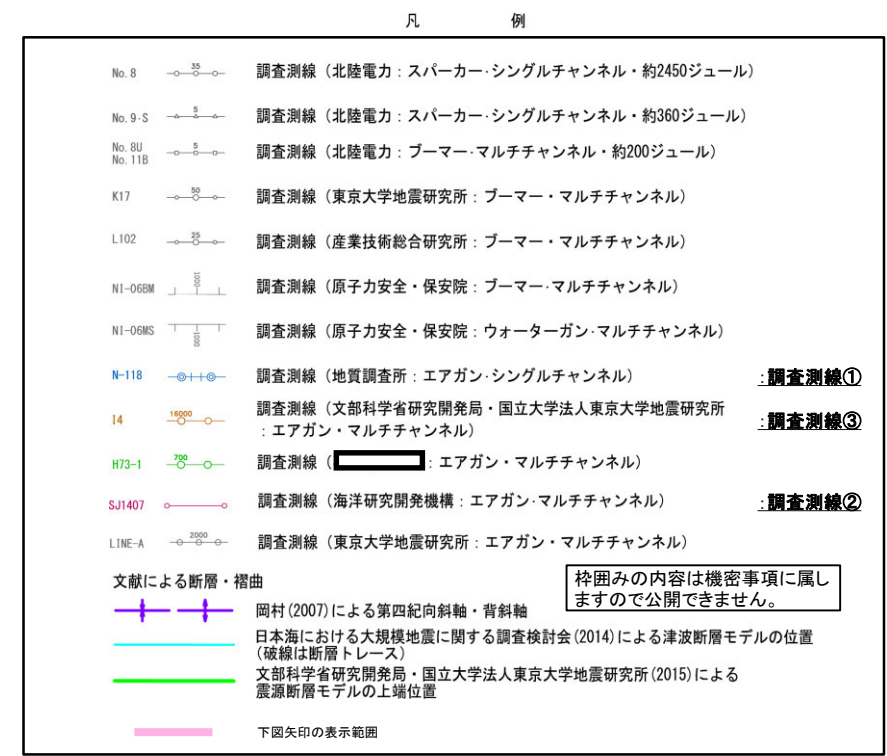 凡 例
No. 8 35 調査測線（北陸電力：スパーカー・シングルチャンネル・約2450ジュール）
No. 9-S 5 調査測線（北陸電力：スパーカー・シングルチャンネル・約360ジュール）
No. 8U
No. 11B 5 調査測線（北陸電力：ブーマー・マルチチャンネル・約200ジュール）
K17 50 調査測線（東京大学地震研究所：ブーマー・マルチチャンネル）
L102 25 調査測線（産業技術総合研究所：ブーマー・マルチチャンネル）
NI-06BM 1000 調査測線（原子力安全・保安院：ブーマー・マルチチャンネル）
NI-06MS 1000 調査測線（原子力安全・保安院：ウォーターガン・マルチチャンネル）
N-118 調査測線（地質調査所：エアガン・シングルチャンネル） :調査測線①
I4 16000 調査測線（文部科学省研究開発局・国立大学法人東京大学地震研究所
：エアガン・マルチチャンネル） :調査測線③
H73-1 700 調査測線（ ：エアガン・マルチチャンネル）
SJ1407 調査測線（海洋研究開発機構：エアガン・マルチチャンネル） :調査測線②
LINE-A 2000 調査測線（東京大学地震研究所：エアガン・マルチチャンネル）
枠囲みの内容は機密事項に属し
ますので公開できません。
文献による断層・褶曲
岡村(2007)による第四紀向斜軸・背斜軸
日本海における大規模地震に関する調査検討会(2014)による津波断層モデルの位置
(破線は断層トレース)
文部科学省研究開発局・国立大学法人東京大学地震研究所(2015)による
震源断層モデルの上端位置
下図矢印の表示範囲